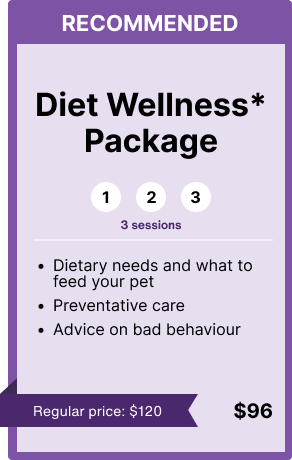 RECOMMENDED
Diet Wellness*
Package
1 2 3
3 sessions
• Dietary needs and what to
feed your pet
• Preventative care
• Advice on bad behaviour
Regular price: $120 $96